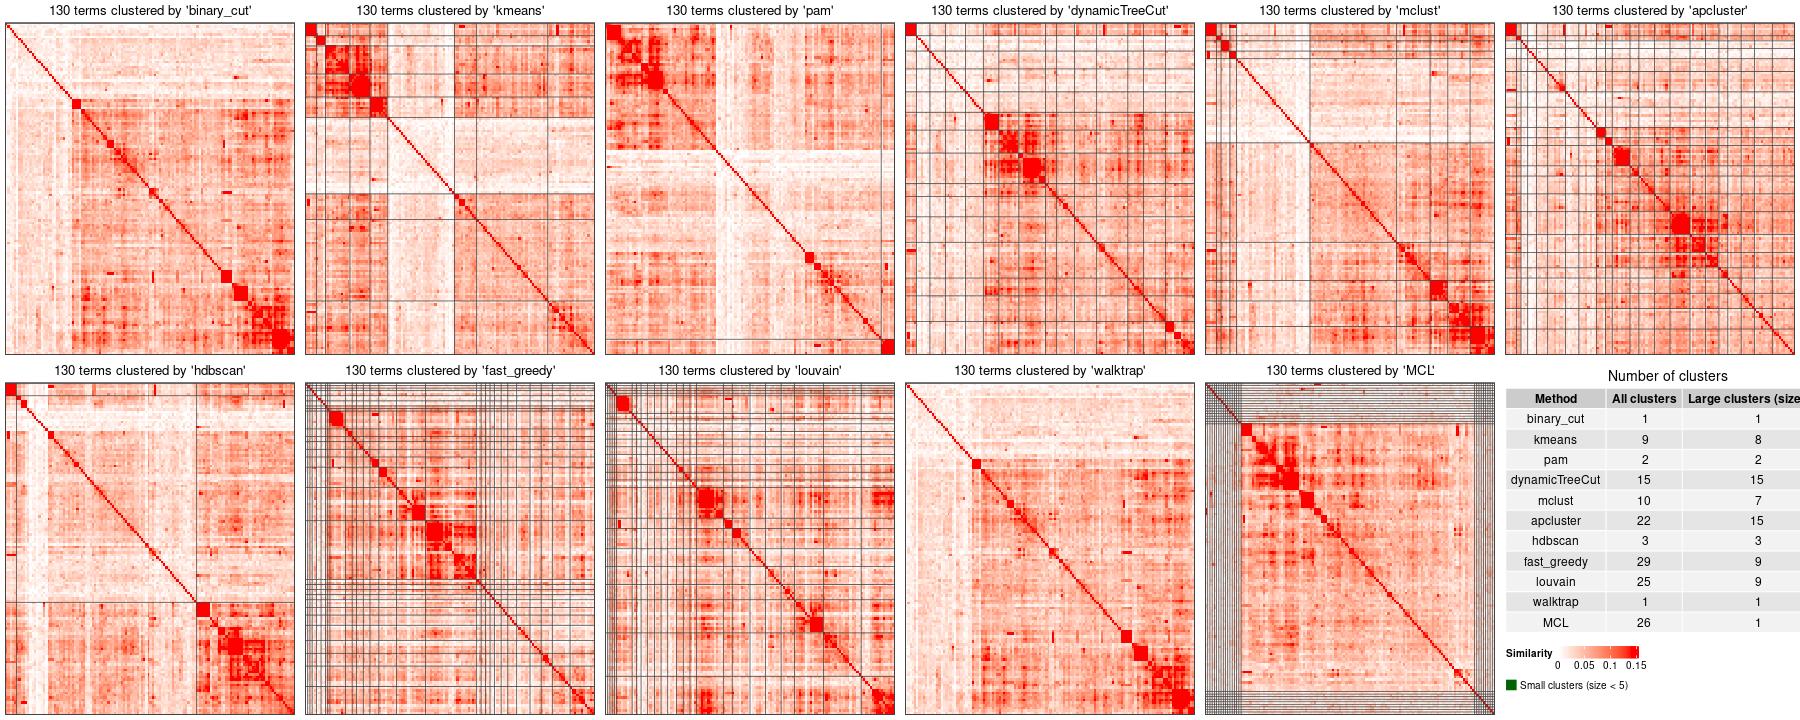 130 terms clustered by 'binary_cut'
130 terms clustered by 'kmeans'
130 terms clustered by 'pam'
130 terms clustered by 'dynamicTreeCut'
130 terms clustered by 'mclust'
130 terms clustered by 'apcluster'
130 terms clustered by 'hdbscan'
130 terms clustered by 'fast_greedy'
130 terms clustered by 'louvain'
130 terms clustered by 'walktrap'
130 terms clustered by 'MCL'
Number of clusters
Method All clusters Large clusters (size
binary_cut 1 1
kmeans 9 8
pam 2 2
dynamicTreeCut 15 15
mclust 10 7
apcluster 22 15
hdbscan 3 3
fast_greedy 29 9
louvain 25 9
walktrap 1 1
MCL 26 1
Similarity
0 0.05 0.1 0.15
Small clusters (size < 5)